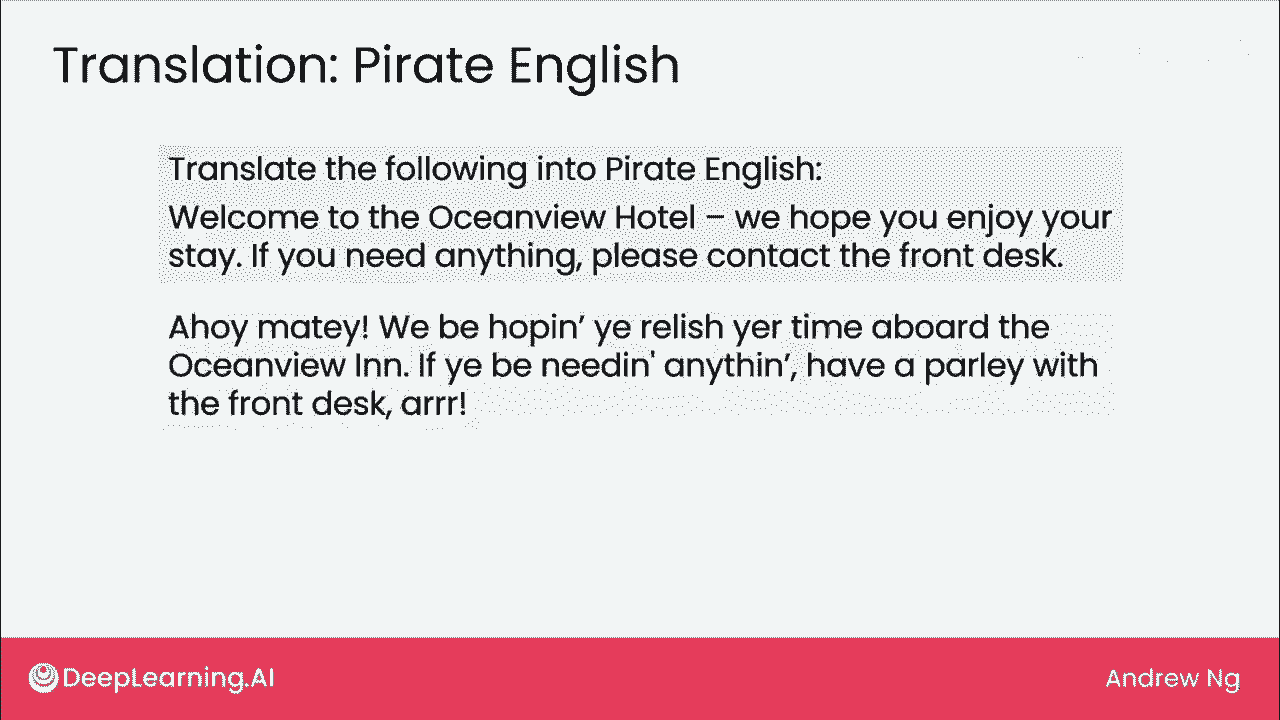 Translation: Pirate English
Translate the following into Pirate English:
Welcome to the Oceanview Hotel – we hope you enjoy your
stay. If you need anything, please contact the front desk.
Ahoy matey! We be hopin’ ye relish yer time aboard the
Oceanview Inn. If ye be needin' anythin’, have a parley with
the front desk, arrr!
DeepLearning.AI
Andrew Ng